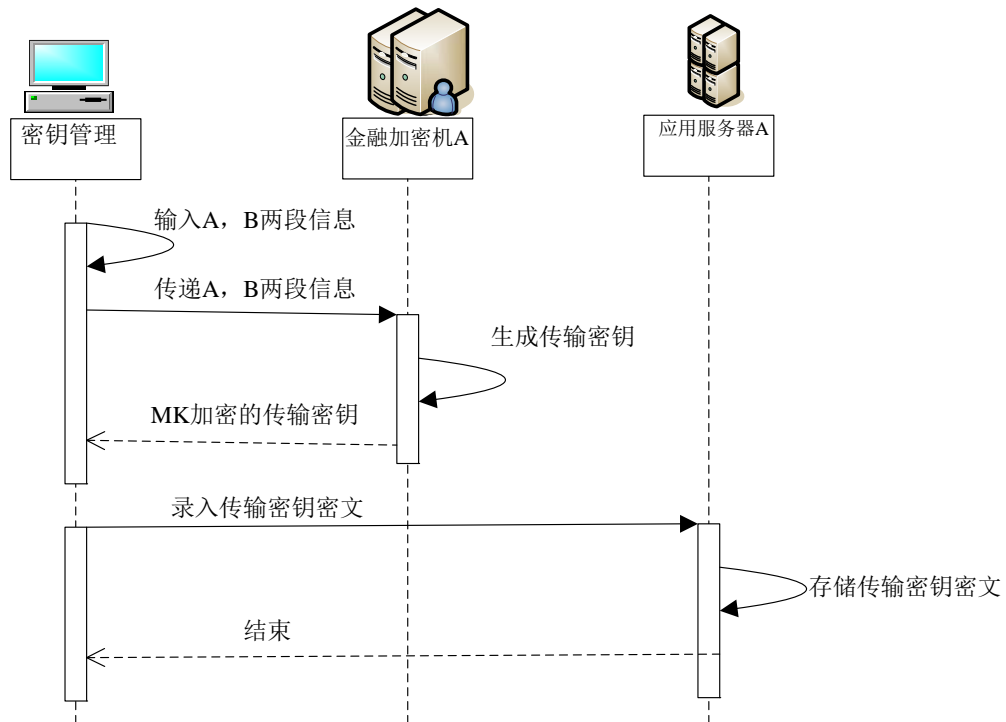 密钥管理
金融加密机A
应用服务器A
输入A，B两段信息
传递A，B两段信息
生成传输密钥
MK加密的传输密钥
录入传输密钥密文
存储传输密钥密文
结束